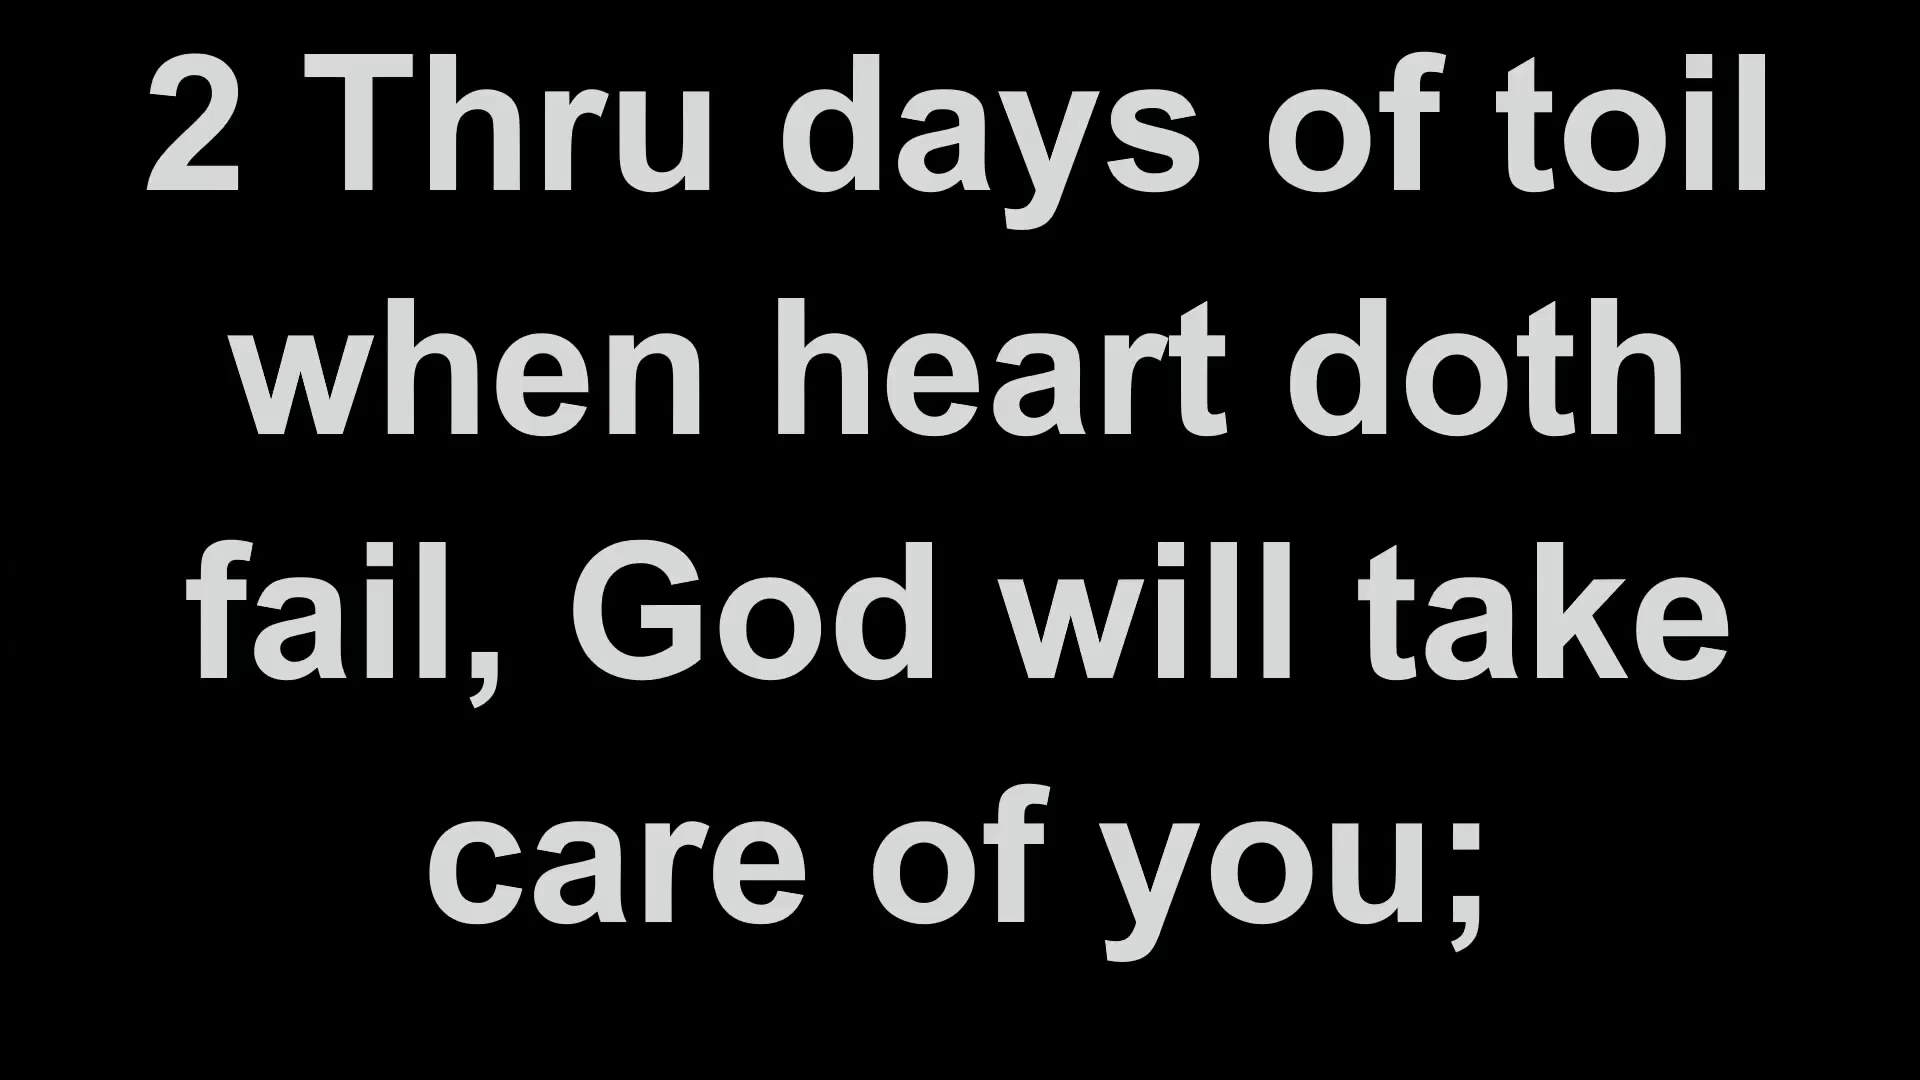 2 Thru days of toil
when heart doth
fail, God will take
care of you;